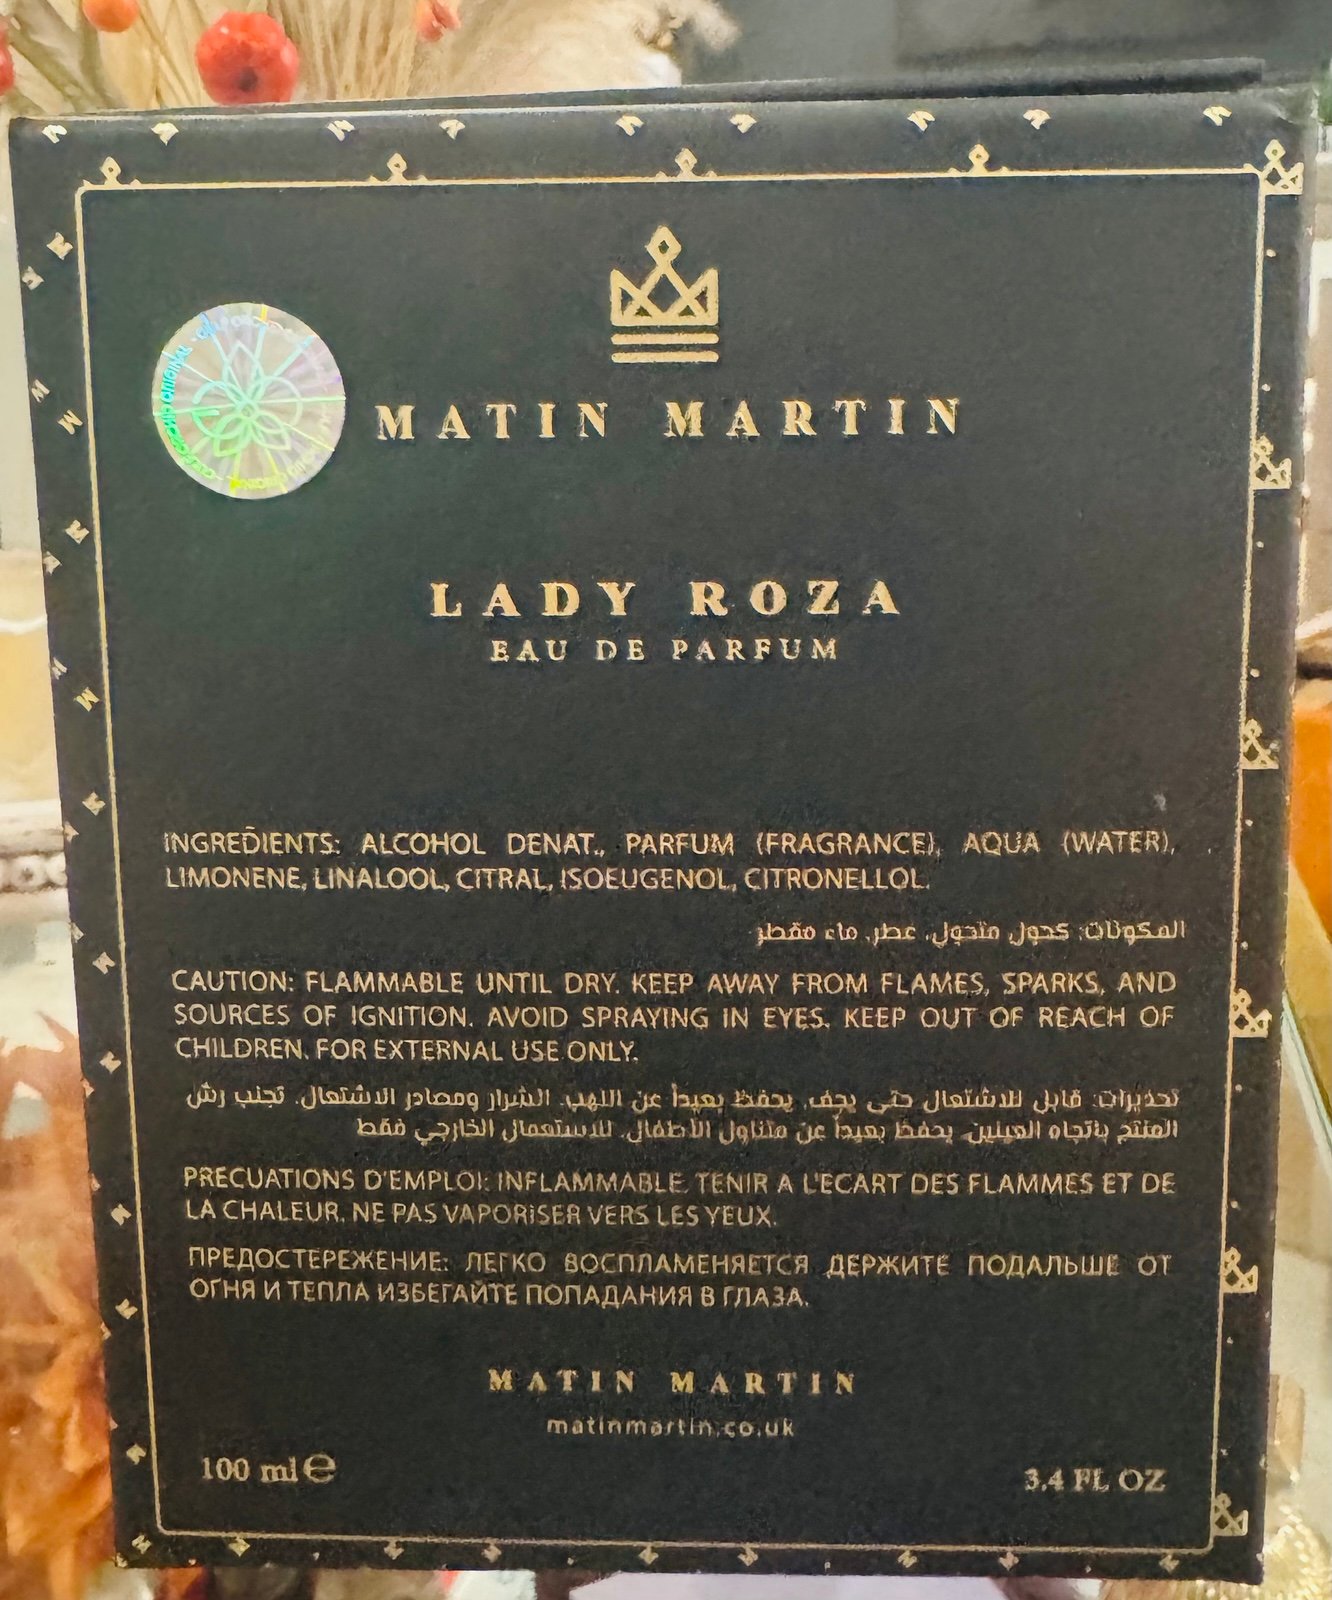 MATIN MARTIN
LADY ROZA
EAU DE PARFUM
INGREDIENTS: ALCOHOL DENAT., PARFUM (FRAGRANCE), AQUA (WATER),
LIMONENE, LINALOOL, CITRAL, ISOEUGENOL, CITRONELLOL.
المكونات: كحول متحول، عطر، ماء مقطر
CAUTION: FLAMMABLE UNTIL DRY. KEEP AWAY FROM FLAMES, SPARKS, AND
SOURCES OF IGNITION. AVOID SPRAYING IN EYES. KEEP OUT OF REACH OF
CHILDREN. FOR EXTERNAL USE ONLY.
تحذيرات: قابل للاشتعال حتى يجف. يحفظ بعيداً عن اللهب، الشرار ومصادر الاشتعال. تجنب رش
المنتج باتجاه العينين. يحفظ بعيداً عن متناول الأطفال. للاستعمال الخارجي فقط
PRECUATIONS D'EMPLOI: INFLAMMABLE. TENIR A L'ECART DES FLAMMES ET DE
LA CHALEUR. NE PAS VAPORISER VERS LES YEUX.
ПРЕДОСТЕРЕЖЕНИЕ: ЛЕГКО ВОСПЛАМЕНЯЕТСЯ ДЕРЖИТЕ ПОДАЛЬШЕ ОТ
ОГНЯ И ТЕПЛА ИЗБЕГАЙТЕ ПОПАДАНИЯ В ГЛАЗА.
MATIN MARTIN
matinmartin.co.uk
100 ml ℮
3.4 FL OZ